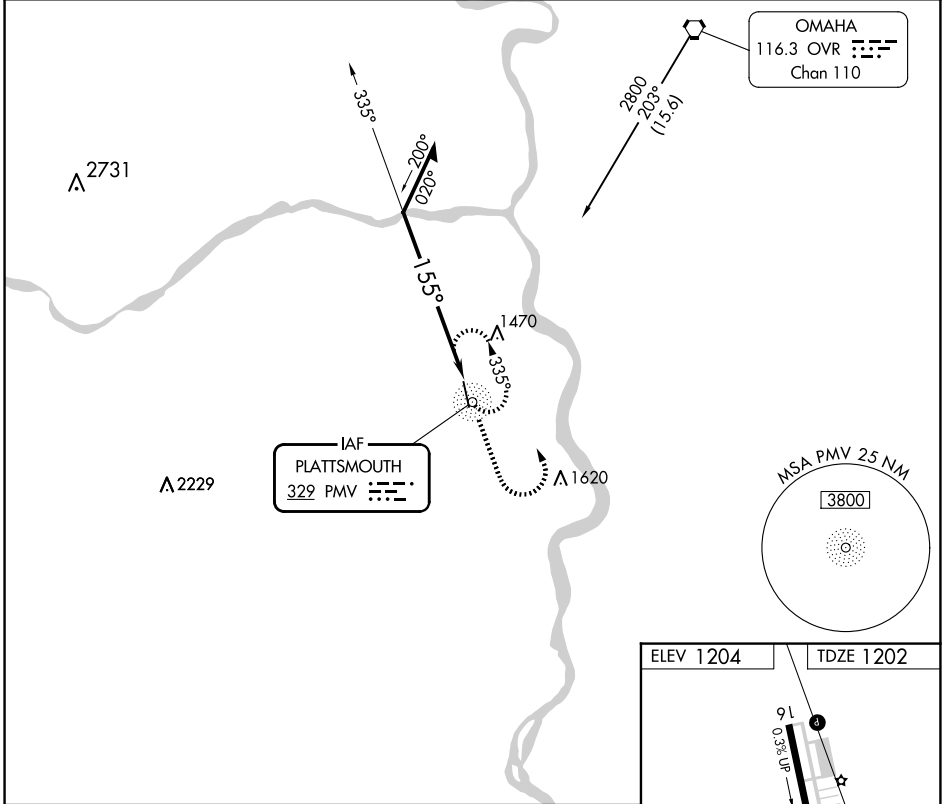 OMAHA
116.3 OVR
Chan 110
2800
203°
(15.6)
335°
200°
020°
2731
155°
1470
335°
IAF
PLATTSMOUTH
329 PMV
2229
1620
MSA PMV 25 NM
3800
ELEV 1204
TDZE 1202
16
P
0.3% UP